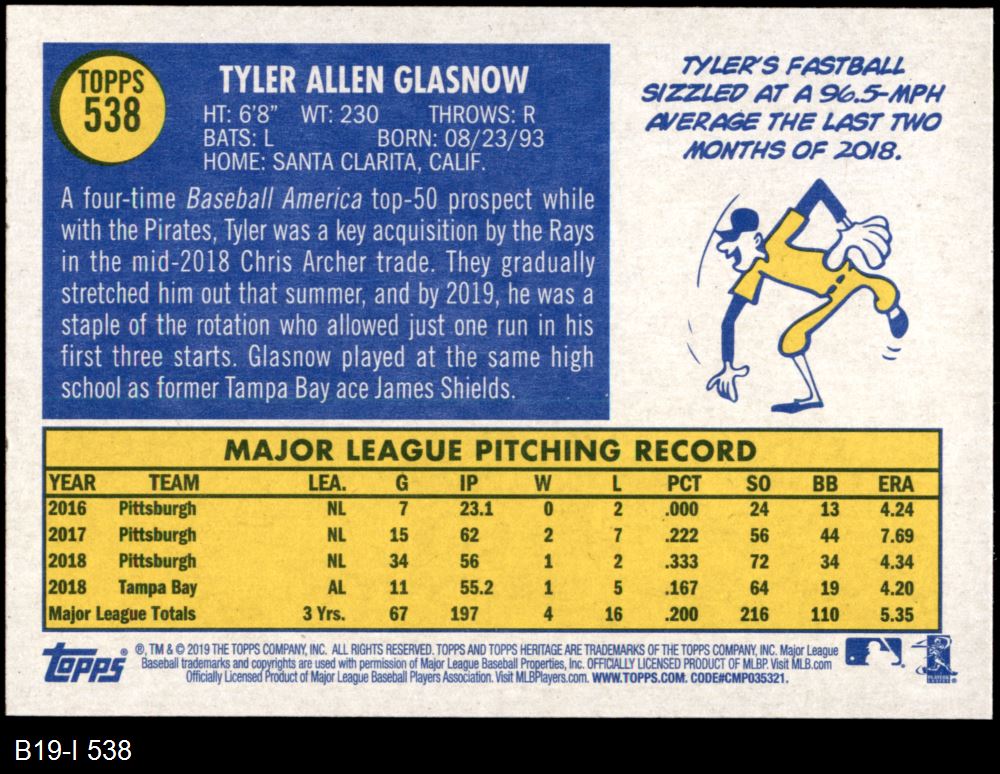 TOPPS
538
TYLER ALLEN GLASNOW
HT: 6'8" WT: 230 THROWS: R
BATS: L BORN: 08/23/93
HOME: SANTA CLARITA, CALIF.
A four-time Baseball America top-50 prospect while
with the Pirates, Tyler was a key acquisition by the Rays
in the mid-2018 Chris Archer trade. They gradually
stretched him out that summer, and by 2019, he was a
staple of the rotation who allowed just one run in his
first three starts. Glasnow played at the same high
school as former Tampa Bay ace James Shields.
TYLER'S FASTBALL
SIZZLED AT A 96.5-MPH
AVERAGE THE LAST TWO
MONTHS OF 2018.
MAJOR LEAGUE PITCHING RECORD
YEAR TEAM LEA. G IP W L PCT SO BB ERA
2016 Pittsburgh NL 7 23.1 0 2 .000 24 13 4.24
2017 Pittsburgh NL 15 62 2 7 .222 56 44 7.69
2018 Pittsburgh NL 34 56 1 2 .333 72 34 4.34
2018 Tampa Bay AL 11 55.2 1 5 .167 64 19 4.20
Major League Totals 3 Yrs. 67 197 4 16 .200 216 110 5.35
Topps ® ®, TM & © 2019 THE TOPPS COMPANY, INC. ALL RIGHTS RESERVED. TOPPS AND TOPPS HERITAGE ARE TRADEMARKS OF THE TOPPS COMPANY, INC. Major League
Baseball trademarks and copyrights are used with permission of Major League Baseball Properties, Inc. OFFICIALLY LICENSED PRODUCT OF MLBP. Visit MLB.com
Officially Licensed Product of Major League Baseball Players Association. Visit MLBPlayers.com. WWW.TOPPS.COM. CODE#CMP035321.
B19-I 538